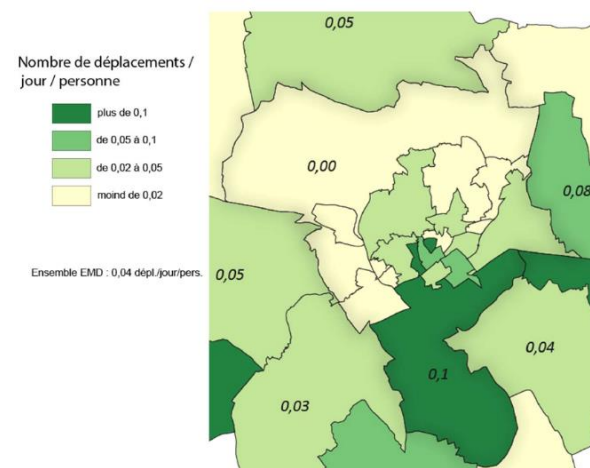 Nombre de déplacements /
jour / personne
plus de 0,1
de 0,05 à 0,1
de 0,02 à 0,05
moind de 0,02
Ensemble EMD : 0,04 dépl./jour/pers.
0,05
0,00
0,08
0,05
0,04
0,1
0,03